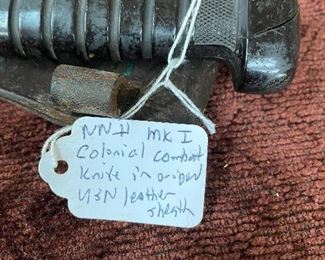 WWII MK I
Colonial combat
knife in original
USN leather
sheath